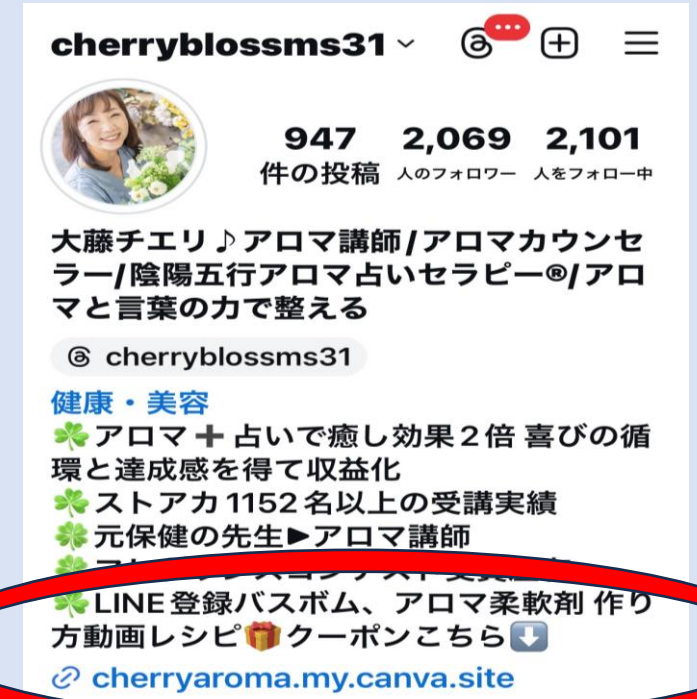 cherryblossms31
947 2,069 2,101
件の投稿 人のフォロワー 人をフォロー中
大藤チエリ♪アロマ講師/アロマカウンセ
ラー/陰陽五行アロマ占いセラピー®/アロ
マと言葉の力で整える
cherryblossms31
健康・美容
🍀アロマ➕占いで癒し効果２倍 喜びの循
環と達成感を得て収益化
🍀ストアカ1152名以上の受講実績
🍀元保健の先生▶アロマ講師
🍀LINE登録バスボム、アロマ柔軟剤 作り
方動画レシピ🎁クーポンこちら⬇️
cherryaroma.my.canva.site